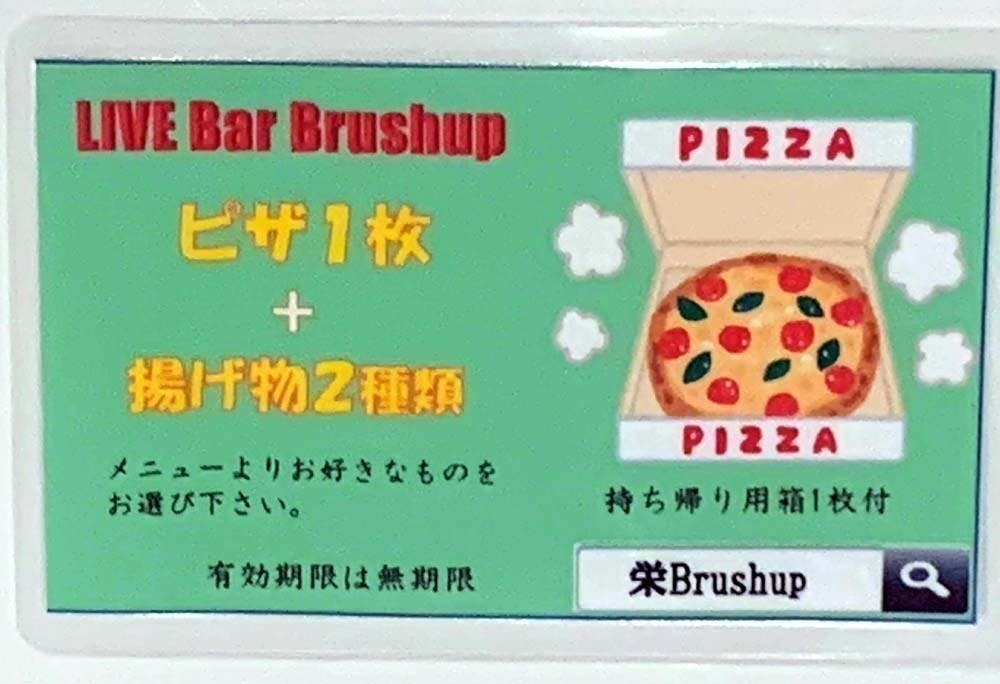 LIVE Bar Brushup
ピザ1枚
+
揚げ物2種類
メニューよりお好きなものを
お選び下さい。
有効期限は無期限
PIZZA
PIZZA
持ち帰り用箱1枚付
栄Brushup